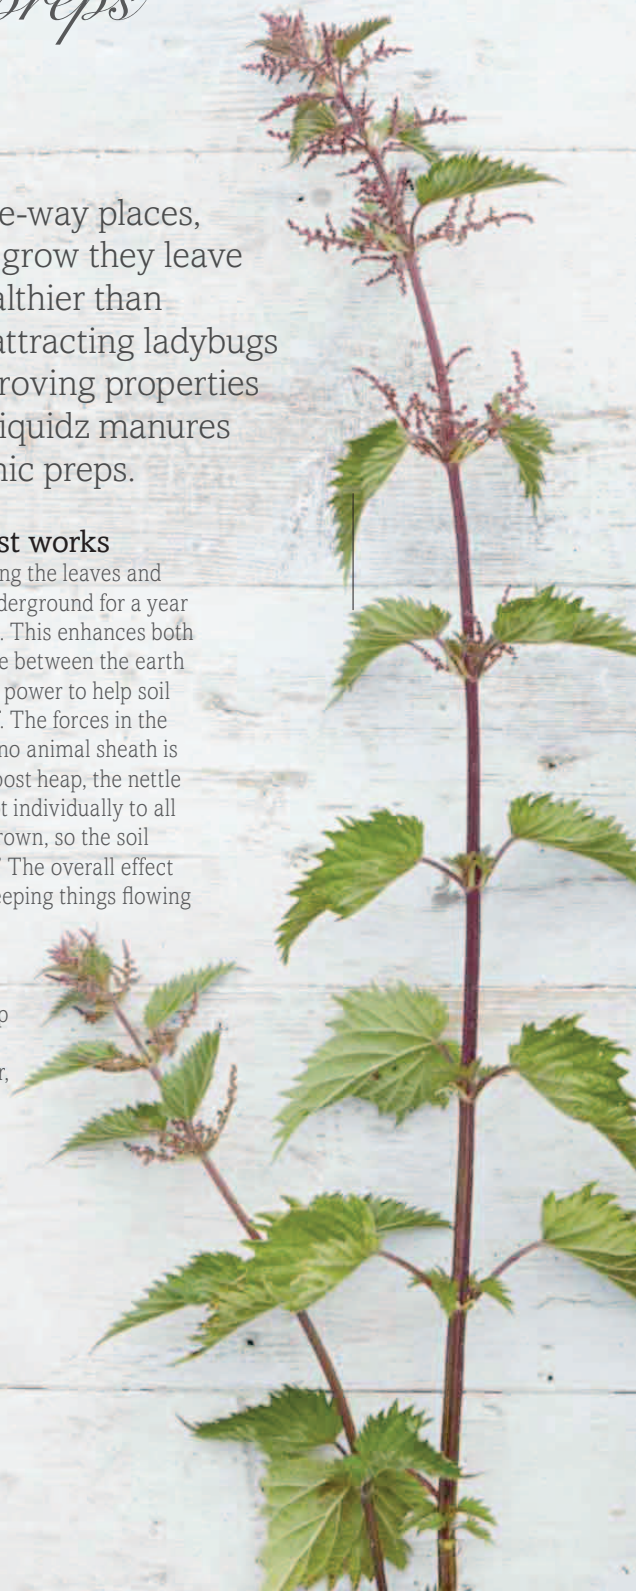 preps
e-way places,
grow they leave
althier than
attracting ladybugs
roving properties
liquidz manures
nic preps.
st works
ng the leaves and
derground for a year
. This enhances both
e between the earth
power to help soil
. The forces in the
no animal sheath is
post heap, the nettle
t individually to all
rown, so the soil
’ The overall effect
eeping things flowing
p
r,